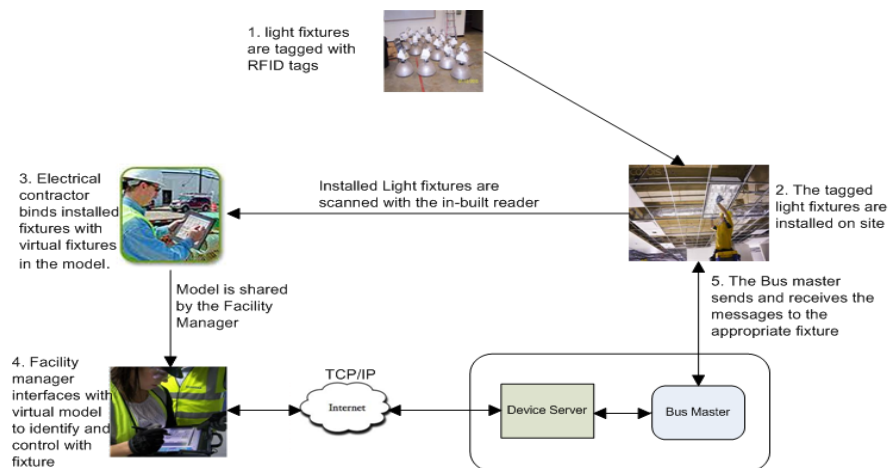 1. light fixtures
are tagged with
RFID tags
3. Electrical
contractor
binds installed
fixtures with
virtual fixtures
in the model.
Installed Light fixtures are
scanned with the in-built reader
2. The tagged
light fixtures are
installed on site
Model is shared
by the Facility
Manager
5. The Bus master
sends and receives the
messages to the
appropriate fixture
4. Facility
manager
interfaces with
virtual model
to identify and
control with
fixture
TCP/IP
Internet
Device Server
Bus Master